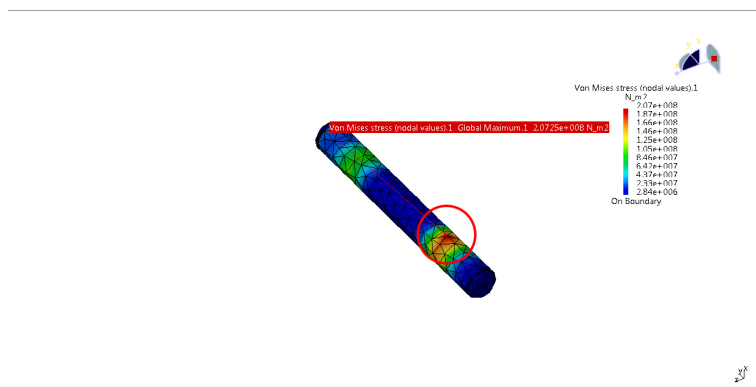 Von Mises stress (nodal values).1
N_m2
Von Mises stress (nodal values).1 Global Maximum.1 2.0725e+008 N_m2
2.07e+008
1.87e+008
1.66e+008
1.46e+008
1.25e+008
1.05e+008
8.46e+007
6.42e+007
4.37e+007
2.33e+007
2.84e+006
On Boundary